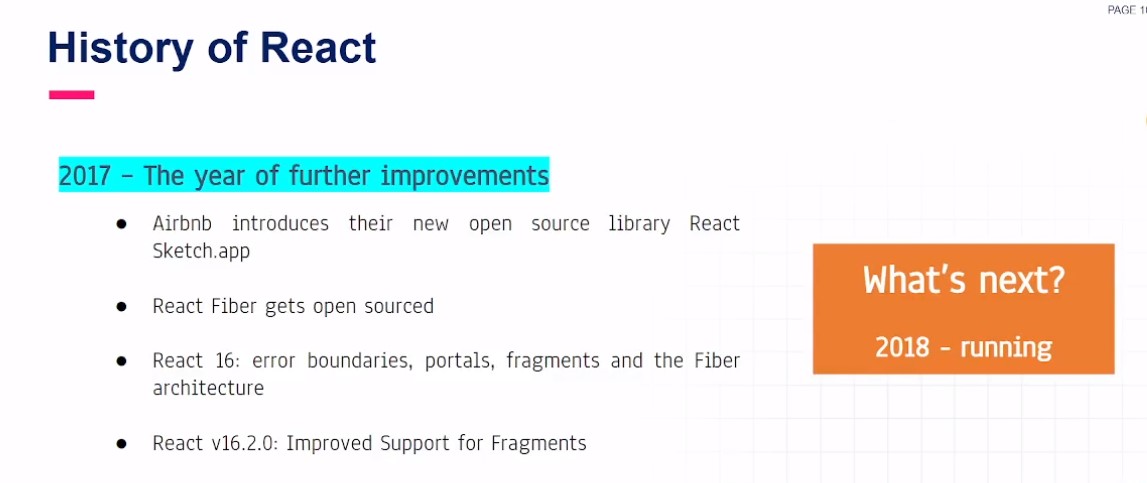 PAGE 10
History of React
2017 – The year of further improvements
● Airbnb introduces their new open source library React
Sketch.app
● React Fiber gets open sourced
● React 16: error boundaries, portals, fragments and the Fiber
architecture
● React v16.2.0: Improved Support for Fragments
What's next?
2018 - running